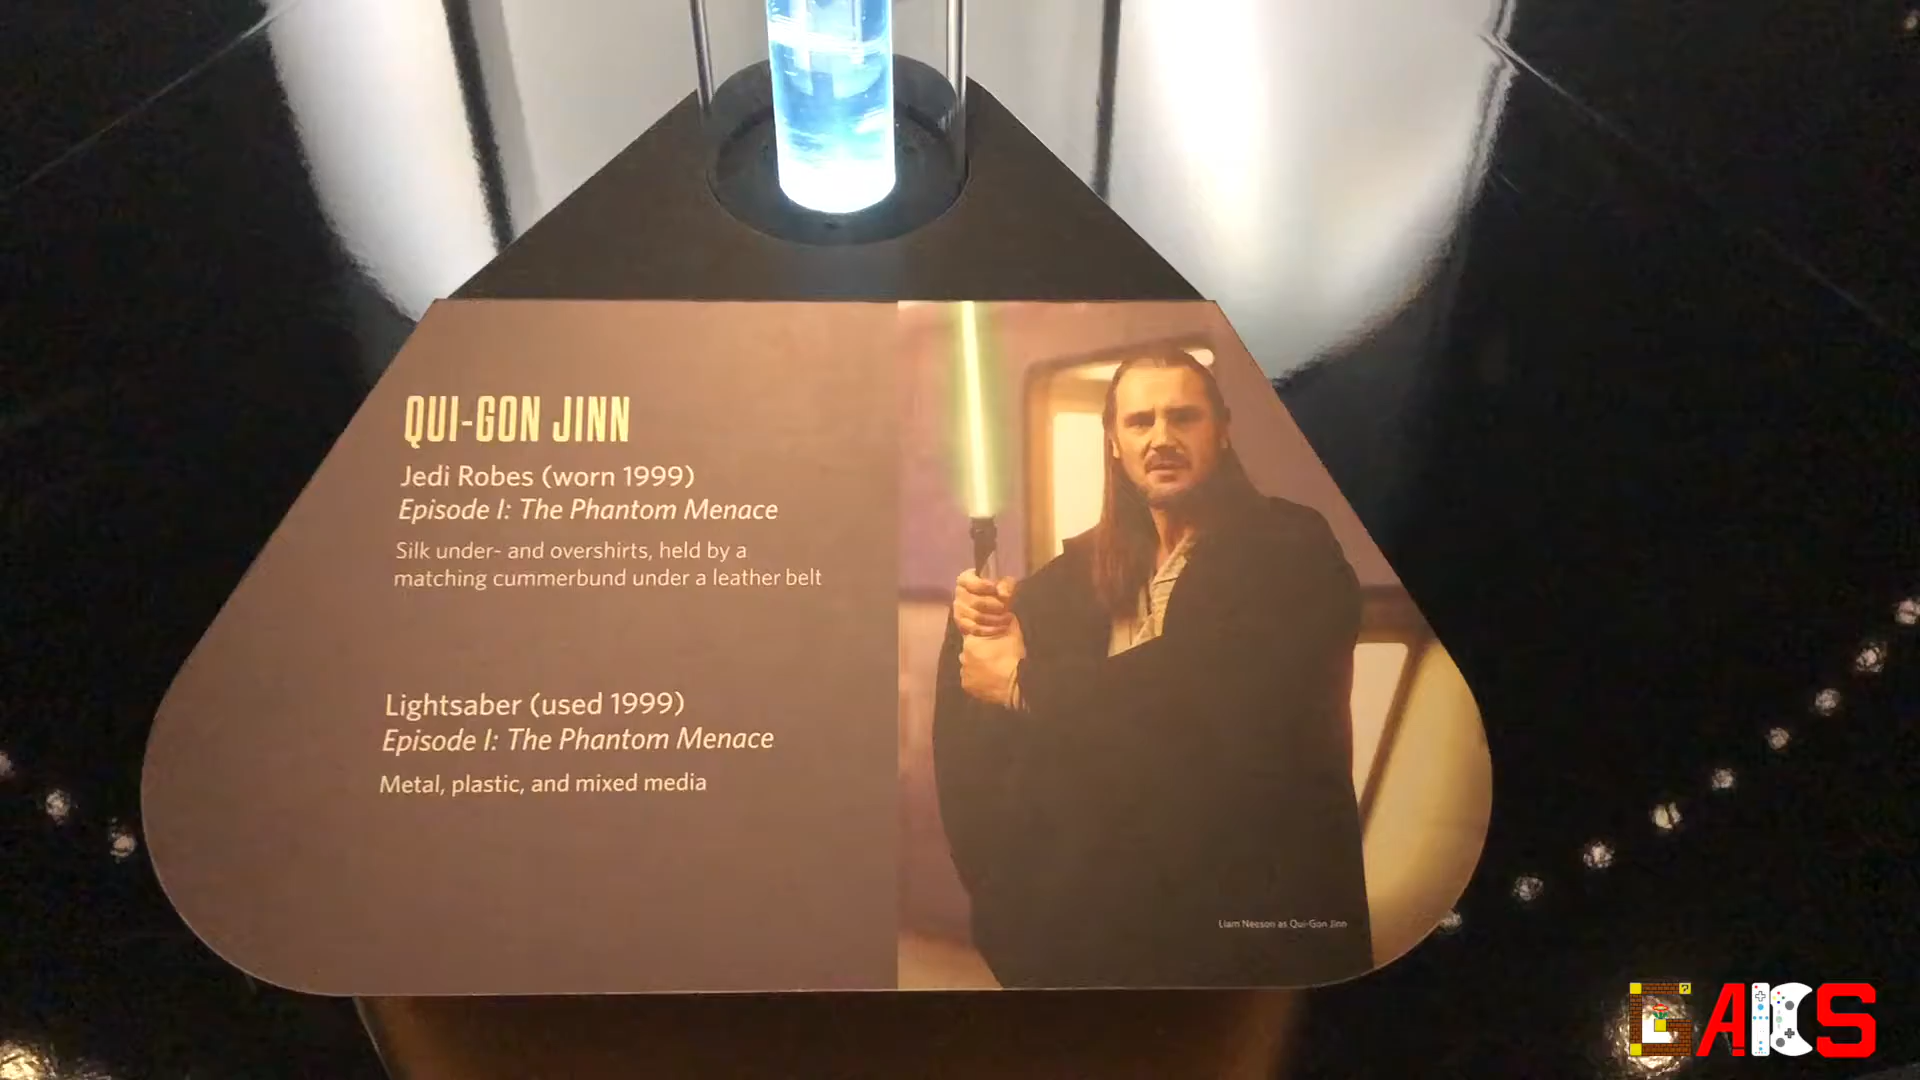 QUI-GON JINN
Jedi Robes (worn 1999)
Episode I: The Phantom Menace
Silk under- and overshirts, held by a
matching cummerbund under a leather belt
Lightsaber (used 1999)
Episode I: The Phantom Menace
Metal, plastic, and mixed media
Liam Neeson as Qui-Gon Jinn